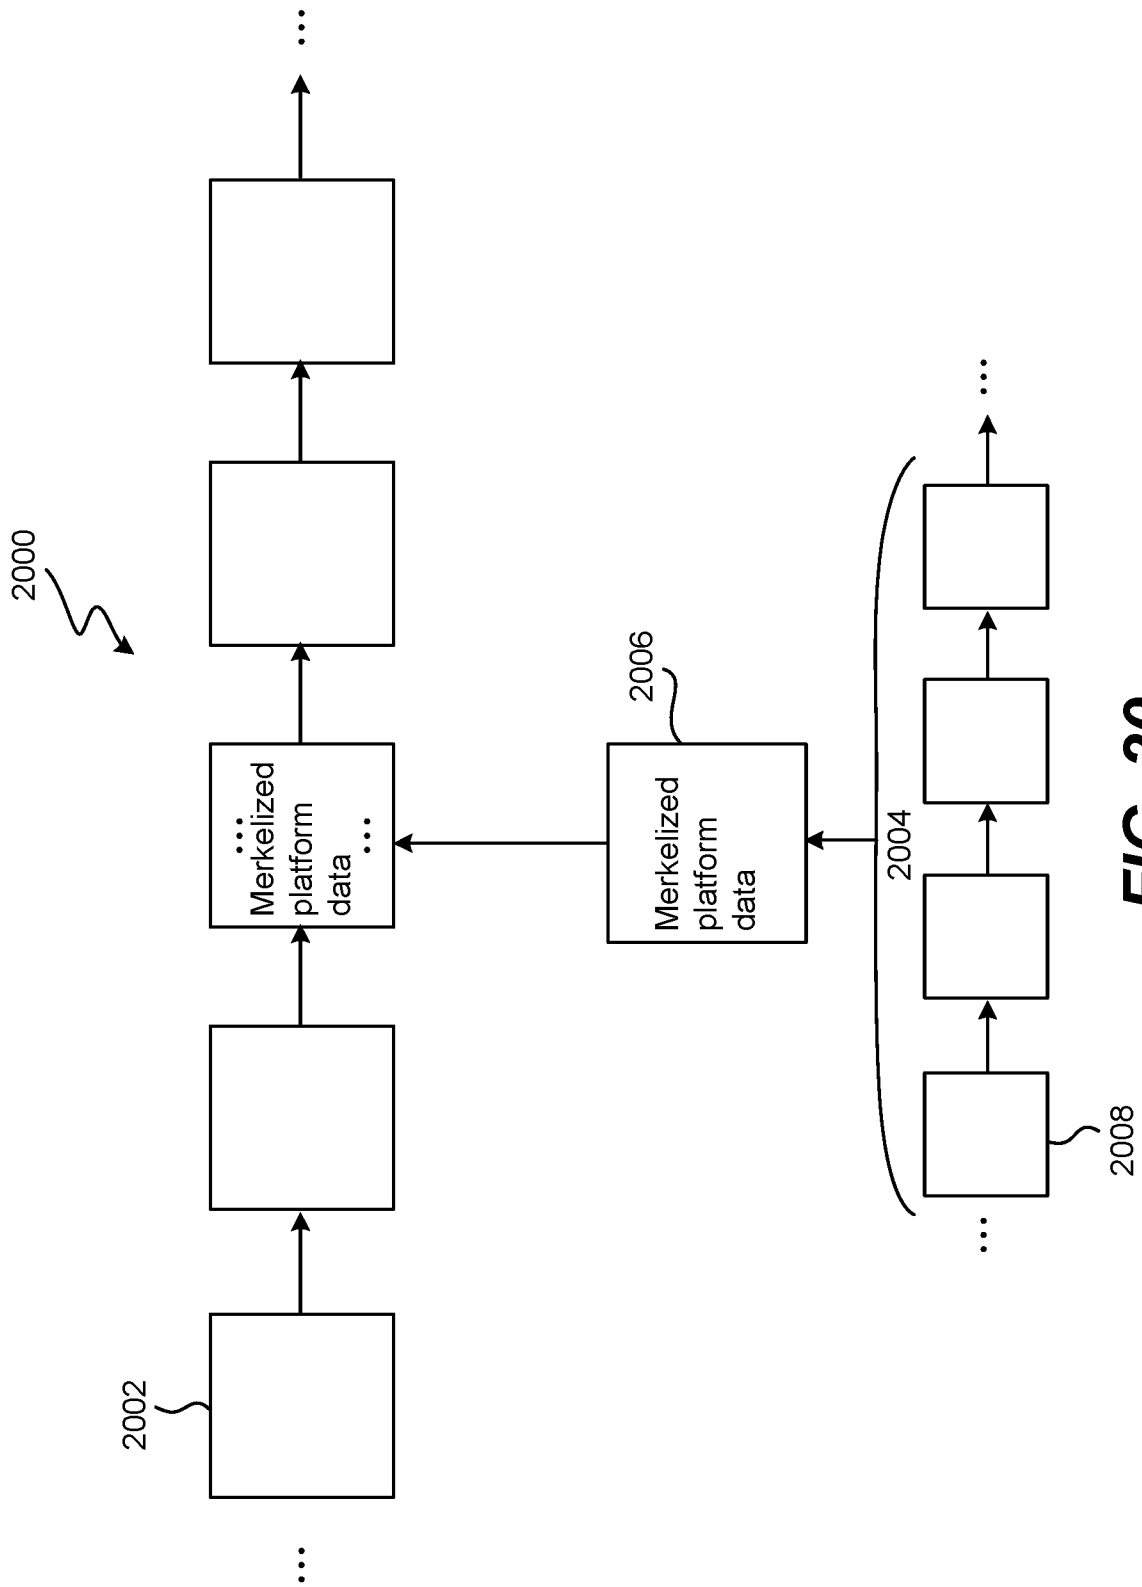 2000
2002
...
Merkelized
platform
data
...
2006
Merkelized
platform
data
2004
2008
FIG. 20